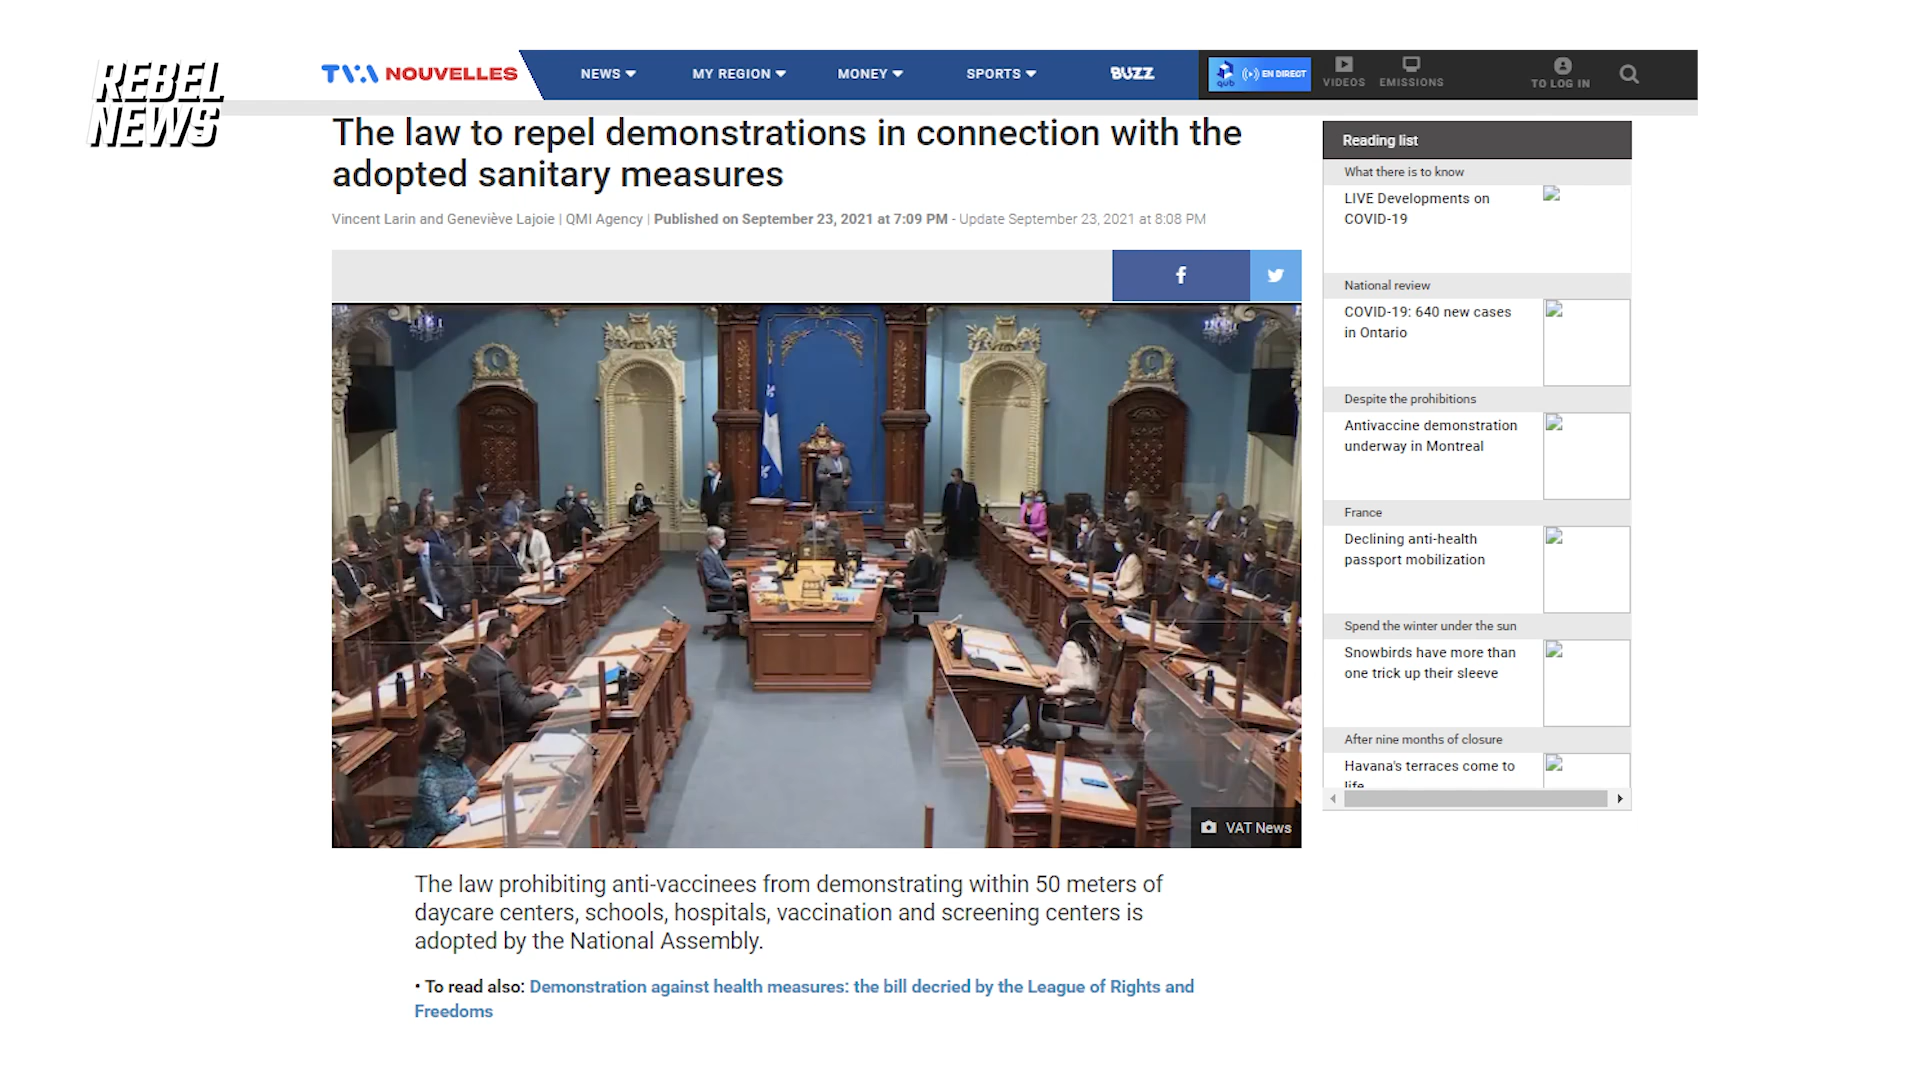 REBEL
NEWS
TVA NOUVELLES
NEWS
MY REGION
MONEY
SPORTS
BUZZ
qub
EN DIRECT
VIDEOS
EMISSIONS
TO LOG IN
The law to repel demonstrations in connection with the
adopted sanitary measures
Vincent Larin and Geneviève Lajoie | QMI Agency | Published on September 23, 2021 at 7:09 PM - Update September 23, 2021 at 8:08 PM
f
VAT News
The law prohibiting anti-vaccinees from demonstrating within 50 meters of
daycare centers, schools, hospitals, vaccination and screening centers is
adopted by the National Assembly.
• To read also: Demonstration against health measures: the bill decried by the League of Rights and
Freedoms
Reading list
What there is to know
LIVE Developments on
COVID-19
National review
COVID-19: 640 new cases
in Ontario
Despite the prohibitions
Antivaccine demonstration
underway in Montreal
France
Declining anti-health
passport mobilization
Spend the winter under the sun
Snowbirds have more than
one trick up their sleeve
After nine months of closure
Havana's terraces come to
life